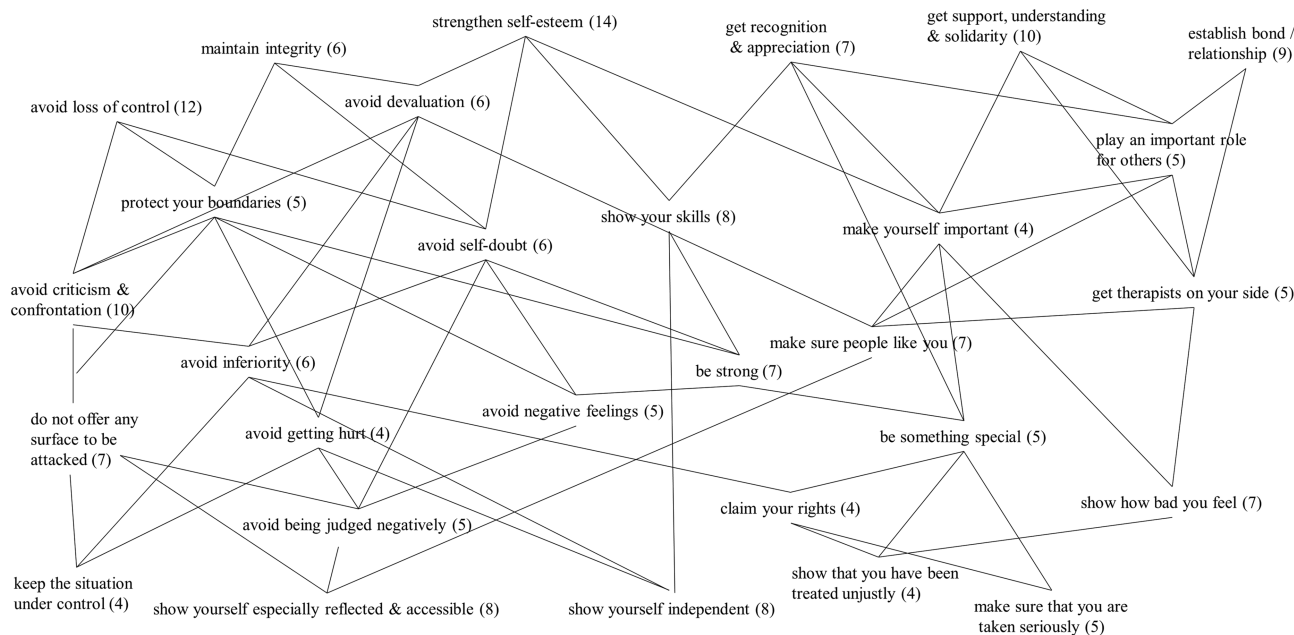 strengthen self-esteem (14)
maintain integrity (6)
get recognition
& appreciation (7)
get support, understanding
& solidarity (10)
establish bond /
relationship (9)
avoid loss of control (12)
avoid devaluation (6)
play an important role
for others (5)
protect your boundaries (5)
show your skills (8)
make yourself important (4)
avoid self-doubt (6)
avoid criticism &
confrontation (10)
get therapists on your side (5)
avoid inferiority (6)
make sure people like you (7)
be strong (7)
avoid negative feelings (5)
do not offer any
surface to be
attacked (7)
avoid getting hurt (4)
be something special (5)
claim your rights (4)
show how bad you feel (7)
avoid being judged negatively (5)
keep the situation
under control (4)
show yourself especially reflected & accessible (8)
show yourself independent (8)
show that you have been
treated unjustly (4)
make sure that you are
taken seriously (5)